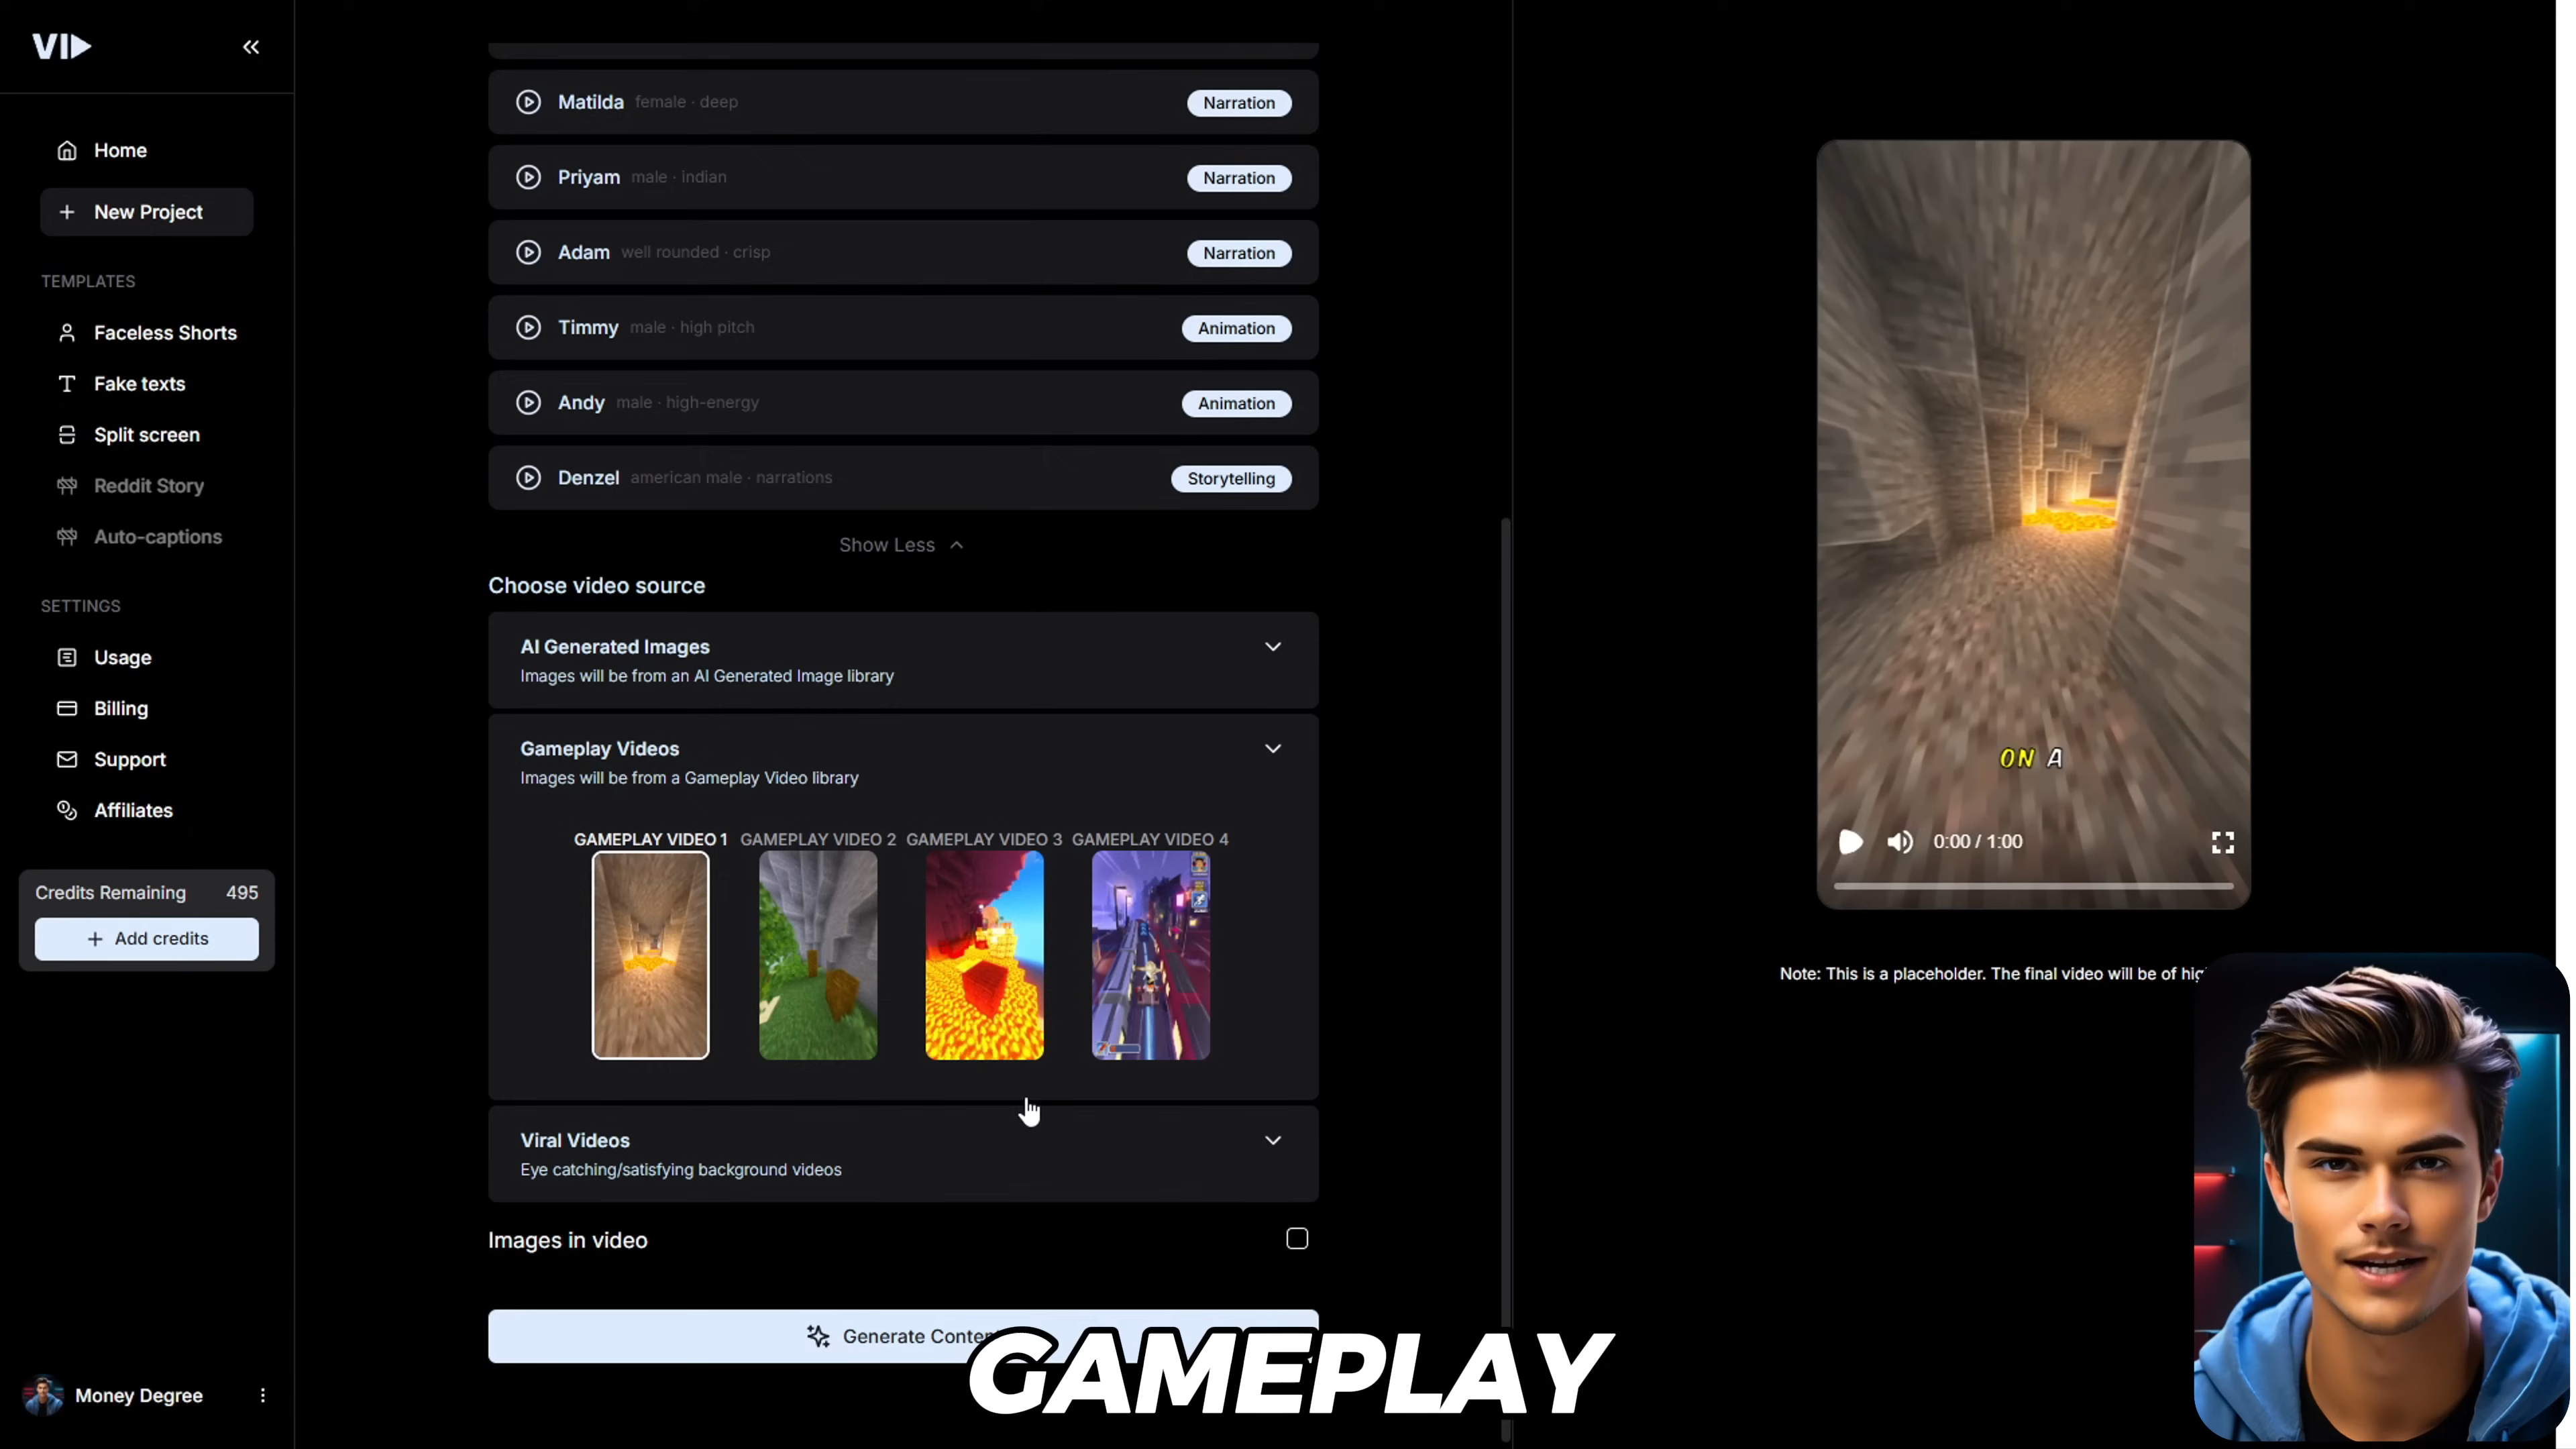 VID
Home
New Project
TEMPLATES
Faceless Shorts
Fake texts
Split screen
Reddit Story
Auto-captions
SETTINGS
Usage
Billing
Support
Affiliates
Credits Remaining 495
Add credits
Money Degree
Matilda female · deep Narration
Priyam male · indian Narration
Adam well rounded · crisp Narration
Timmy male · high pitch Animation
Andy male · high-energy Animation
Denzel american male · narrations Storytelling
Show Less
Choose video source
AI Generated Images
Images will be from an AI Generated Image library
Gameplay Videos
Images will be from a Gameplay Video library
GAMEPLAY VIDEO 1 GAMEPLAY VIDEO 2 GAMEPLAY VIDEO 3 GAMEPLAY VIDEO 4
Viral Videos
Eye catching/satisfying background videos
Images in video
Generate Conten
GAMEPLAY
ON A
0:00 / 1:00
Note: This is a placeholder. The final video will be of hig